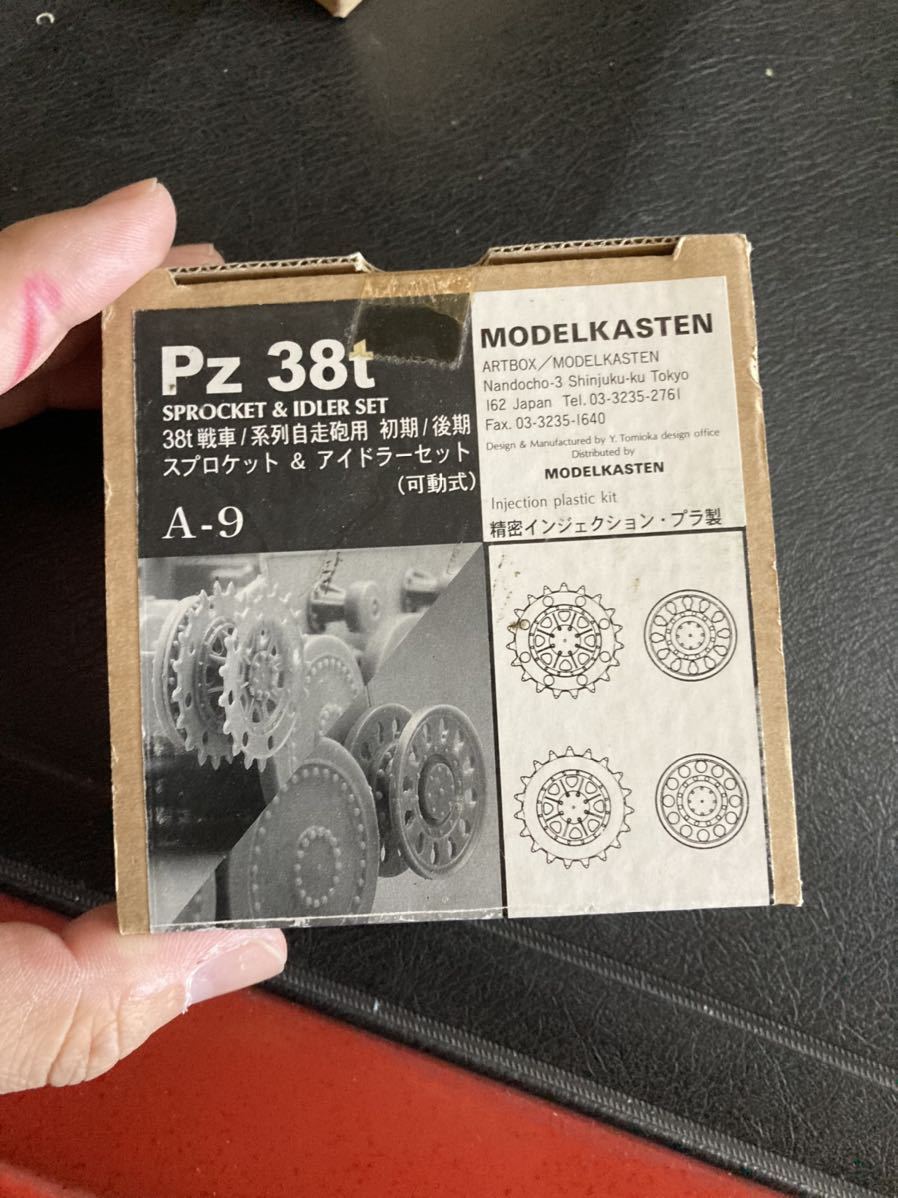 Pz 38t
SPROCKET & IDLER SET
38t戦車/系列自走砲用 初期/後期
スプロケット & アイドラーセット
(可動式)
A-9
MODELKASTEN
ARTBOX／MODELKASTEN
Nandocho-3 Shinjuku-ku Tokyo
162 Japan Tel. 03-3235-2761
Fax. 03-3235-1640
Design & Manufactured by Y. Tomioka design office
Distributed by
MODELKASTEN
Injection plastic kit
精密インジェクション・プラ製